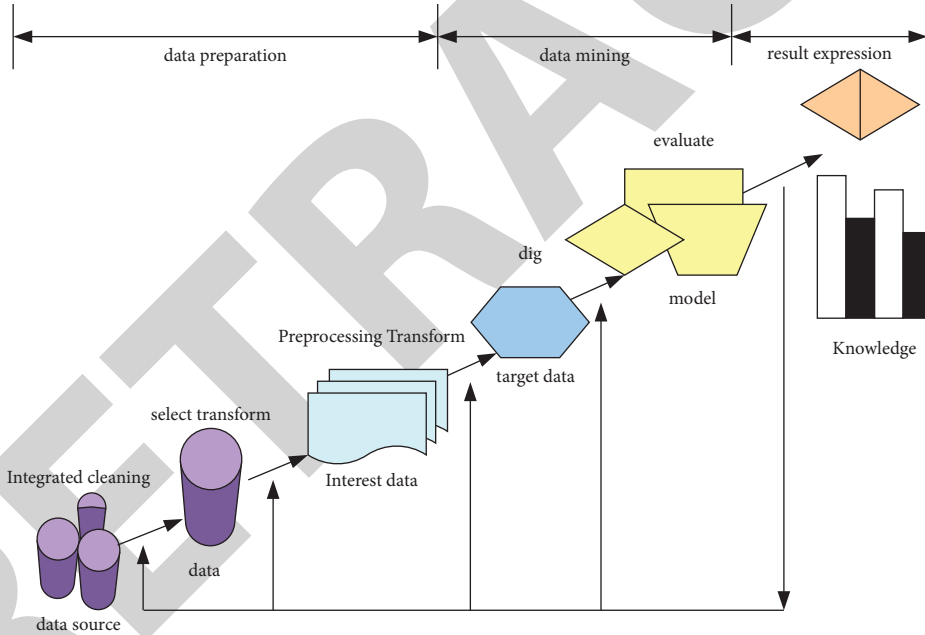 data preparation
data mining
result expression
evaluate
dig
model
Preprocessing Transform
target data
Knowledge
select transform
Interest data
Integrated cleaning
data
data source
RETRAC